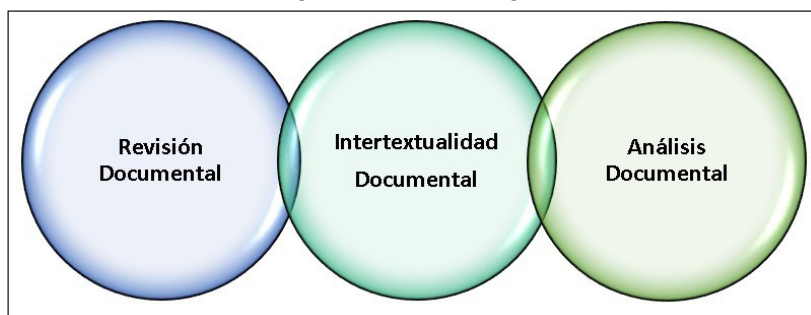 Revisión
Documental
Intertextualidad
Documental
Análisis
Documental